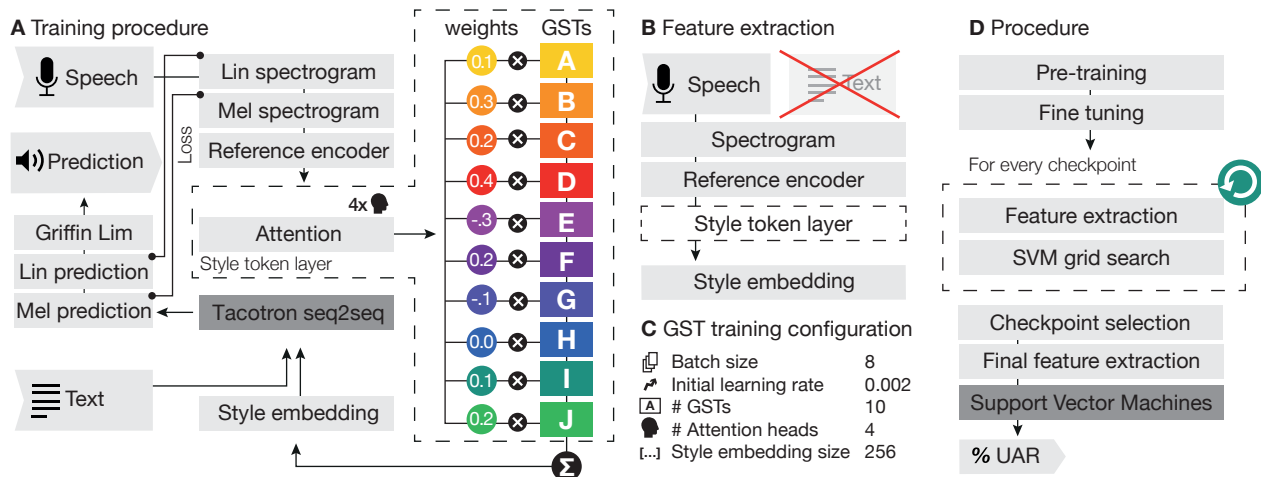 A Training procedure
Speech
Lin spectrogram
Mel spectrogram
Reference encoder
Loss
Prediction
Griffin Lim
Lin prediction
Mel prediction
4x
Attention
Style token layer
Tacotron seq2seq
Text
Style embedding
weights GSTs
0.1 A
0.3 B
0.2 C
0.4 D
-.3 E
0.2 F
-.1 G
0.0 H
0.1 I
0.2 J
Σ
B Feature extraction
Speech
Text
Spectrogram
Reference encoder
Style token layer
Style embedding
C GST training configuration
Batch size 8
Initial learning rate 0.002
A # GSTs 10
# Attention heads 4
[...] Style embedding size 256
D Procedure
Pre-training
Fine tuning
For every checkpoint
Feature extraction
SVM grid search
Checkpoint selection
Final feature extraction
Support Vector Machines
% UAR